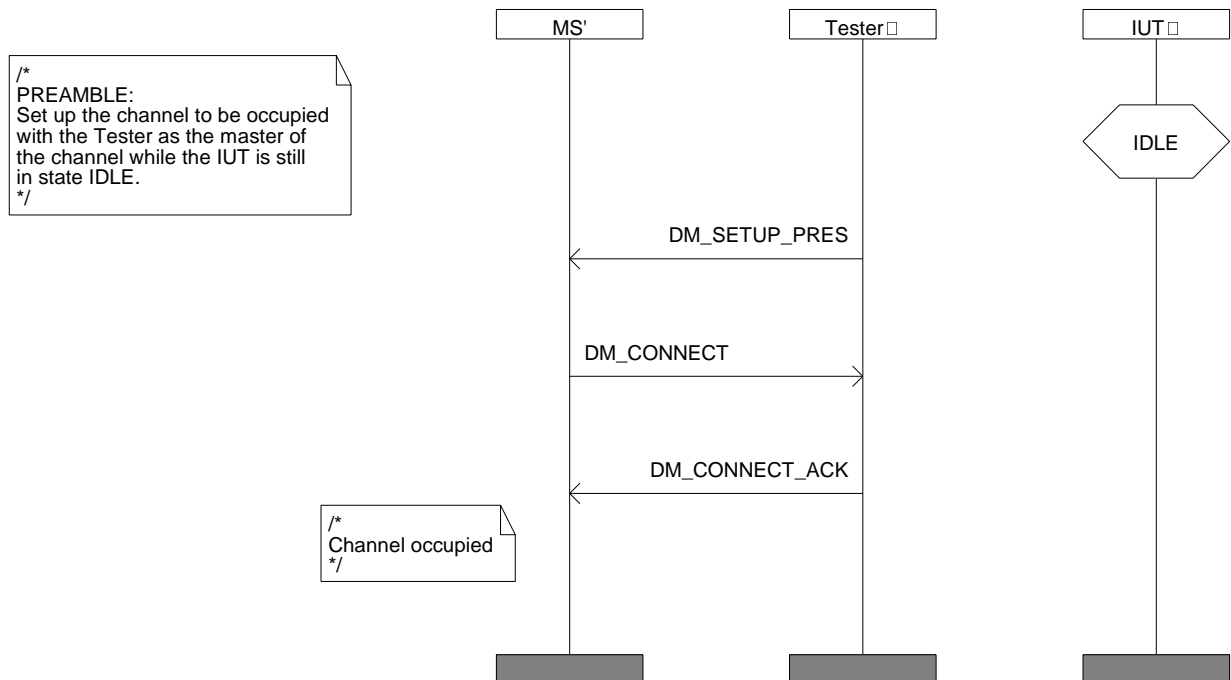 MS'
Tester□
IUT□
/*
PREAMBLE:
Set up the channel to be occupied
with the Tester as the master of
the channel while the IUT is still
in state IDLE.
*/
IDLE
DM_SETUP_PRES
DM_CONNECT
DM_CONNECT_ACK
/*
Channel occupied
*/